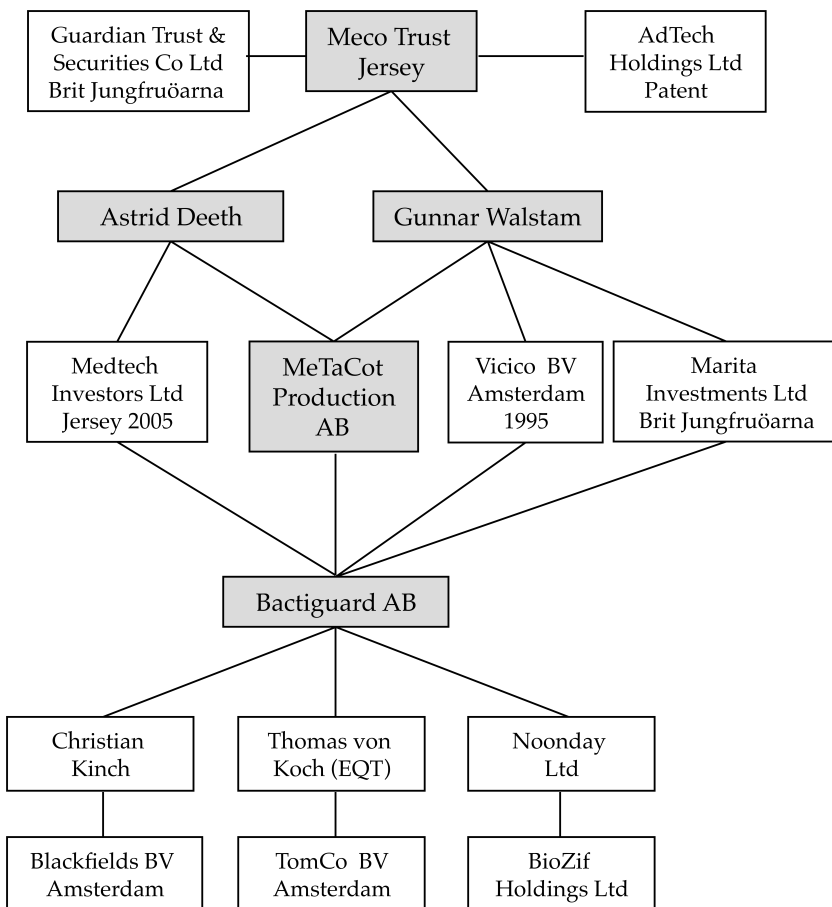 Guardian Trust &
Securities Co Ltd
Brit Jungfruöarna
Meco Trust
Jersey
AdTech
Holdings Ltd
Patent
Astrid Deeth
Gunnar Walstam
Medtech
Investors Ltd
Jersey 2005
MeTaCot
Production
AB
Vicico BV
Amsterdam
1995
Marita
Investments Ltd
Brit Jungfruöarna
Bactiguard AB
Christian
Kinch
Thomas von
Koch (EQT)
Noonday
Ltd
Blackfields BV
Amsterdam
TomCo BV
Amsterdam
BioZif
Holdings Ltd